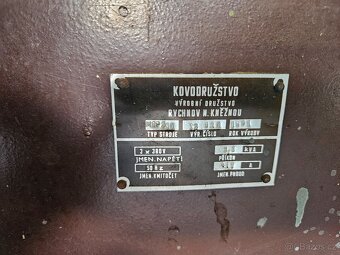 KOVODRUŽSTVO
VÝROBNÍ DRUŽSTVO
RYCHNOV N. KNĚŽNOU
TYP STROJE VÝR. ČÍSLO ROK VÝROBY
3 x 380V kVA
JMEN. NAPĚTÍ PŘÍKON
50 Hz A
JMEN. KMITOČET JMEN. PROUD